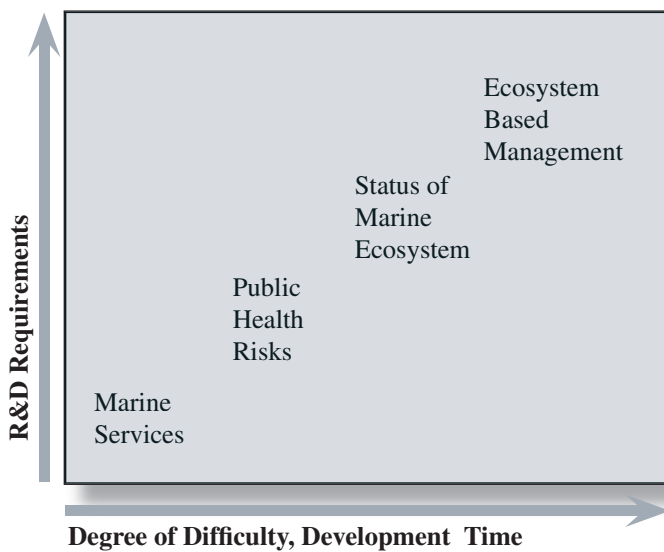 Ecosystem
Based
Management
Status of
Marine
Ecosystem
Public
Health
Risks
Marine
Services
R&D Requirements
Degree of Difficulty, Development Time